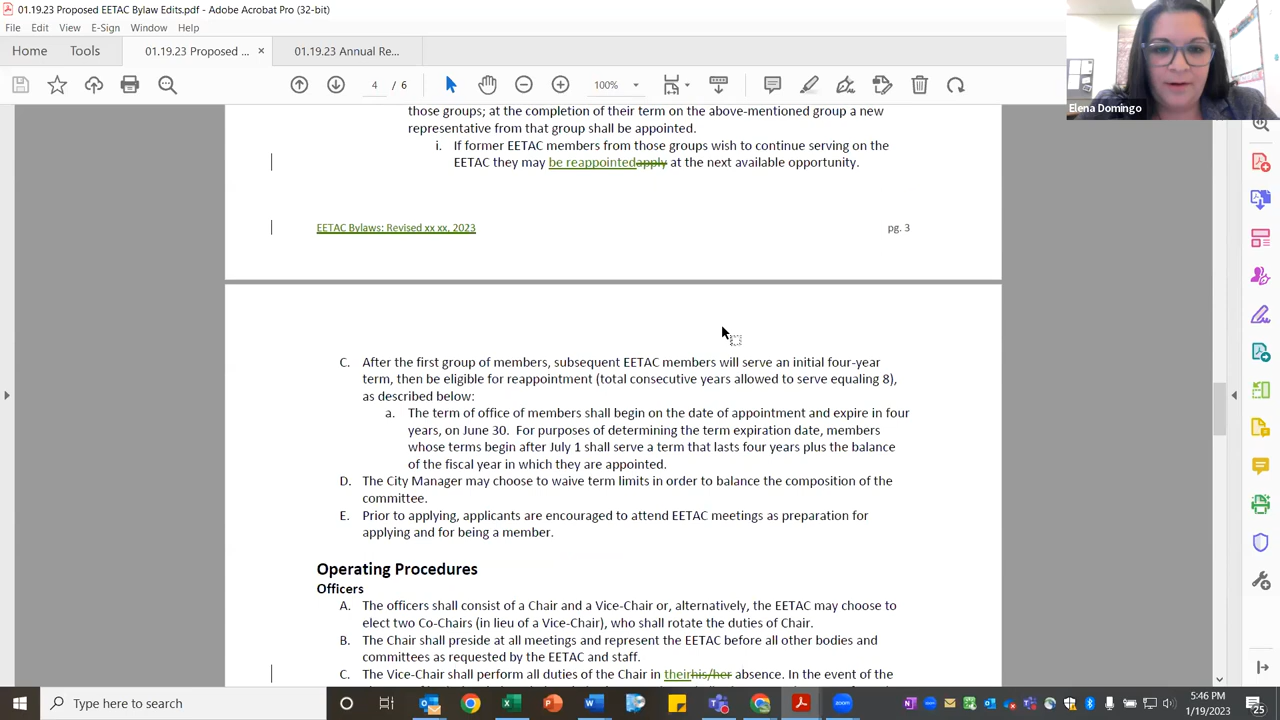 01.19.23 Proposed EETAC Bylaw Edits.pdf - Adobe Acrobat Pro (32-bit)
File Edit View E-Sign Window Help
Home Tools 01.19.23 Proposed ... × 01.19.23 Annual Re...
4 / 6 100%
Elena Domingo
those groups; at the completion of their term on the above-mentioned group a new
representative from that group shall be appointed.
i. If former EETAC members from those groups wish to continue serving on the
EETAC they may be reappointedapply at the next available opportunity.
EETAC Bylaws: Revised xx xx, 2023 pg. 3
C. After the first group of members, subsequent EETAC members will serve an initial four-year
term, then be eligible for reappointment (total consecutive years allowed to serve equaling 8),
as described below:
a. The term of office of members shall begin on the date of appointment and expire in four
years, on June 30. For purposes of determining the term expiration date, members
whose terms begin after July 1 shall serve a term that lasts four years plus the balance
of the fiscal year in which they are appointed.
D. The City Manager may choose to waive term limits in order to balance the composition of the
committee.
E. Prior to applying, applicants are encouraged to attend EETAC meetings as preparation for
applying and for being a member.
Operating Procedures
Officers
A. The officers shall consist of a Chair and a Vice-Chair or, alternatively, the EETAC may choose to
elect two Co-Chairs (in lieu of a Vice-Chair), who shall rotate the duties of Chair.
B. The Chair shall preside at all meetings and represent the EETAC before all other bodies and
committees as requested by the EETAC and staff.
C. The Vice-Chair shall perform all duties of the Chair in theirhis/her absence. In the event of the
Type here to search
5:46 PM
1/19/2023
25